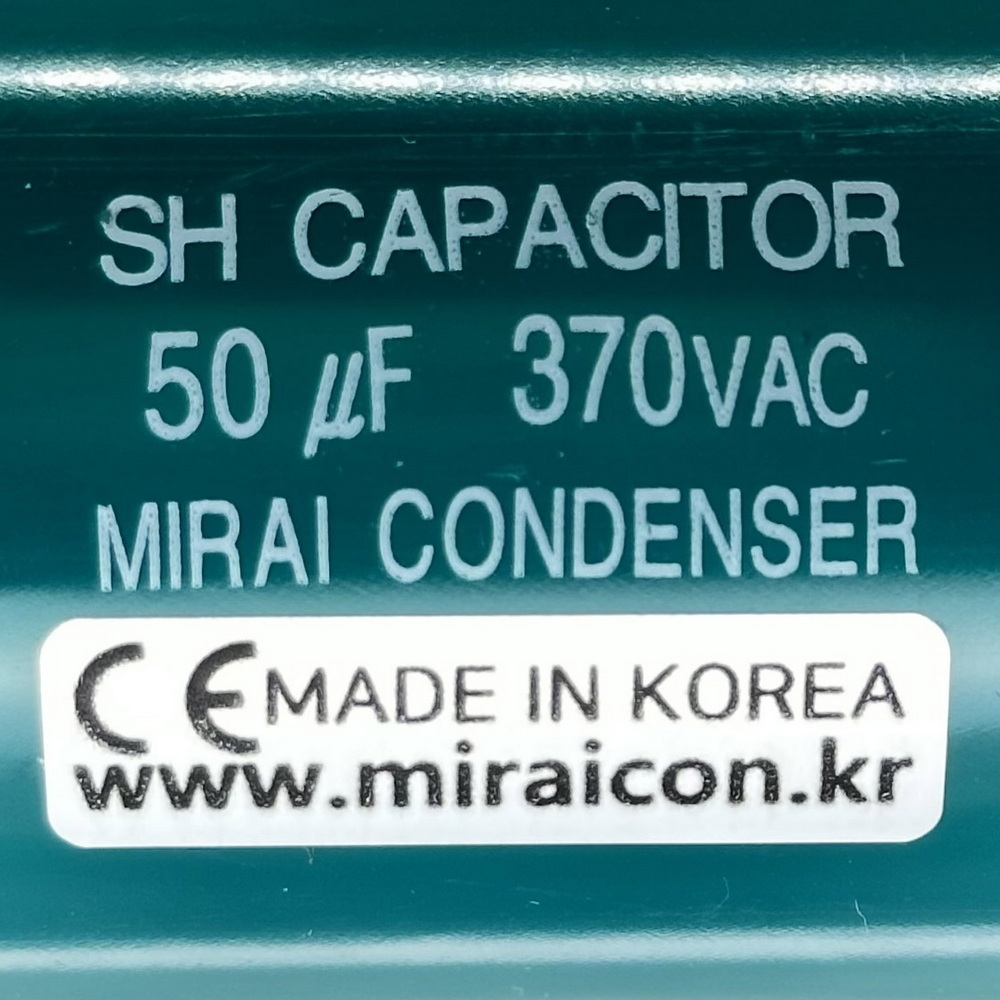 SH CAPACITOR
50 μF 370VAC
MIRAI CONDENSER
CE MADE IN KOREA
www.miraicon.kr